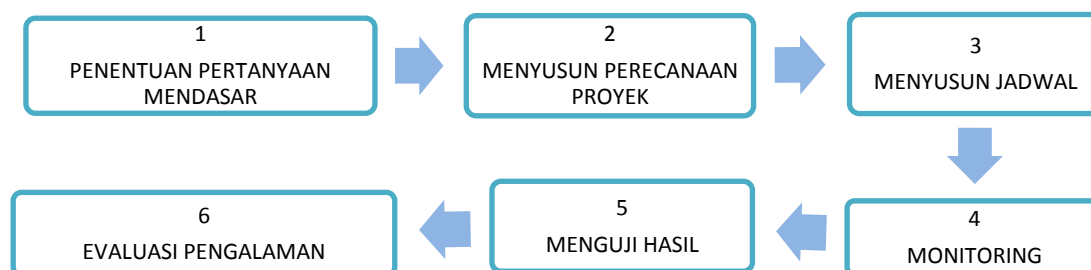 1
PENENTUAN PERTANYAAN
MENDASAR
2
MENYUSUN PERECANAAN
PROYEK
3
MENYUSUN JADWAL
4
MONITORING
5
MENGUJI HASIL
6
EVALUASI PENGALAMAN